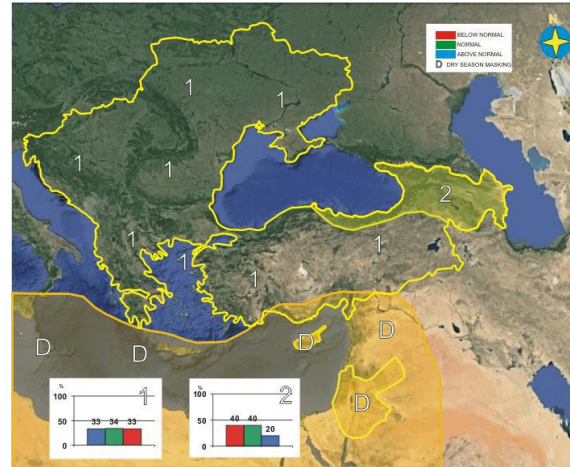 BELOW NORMAL
NORMAL
ABOVE NORMAL
D DRY SEASON MASKING
N
1
1
1
1
2
1
1
1
1
D
D
D
D
D
%
100
50
0
33 34 33
1
%
100
50
0
40 40 20
2